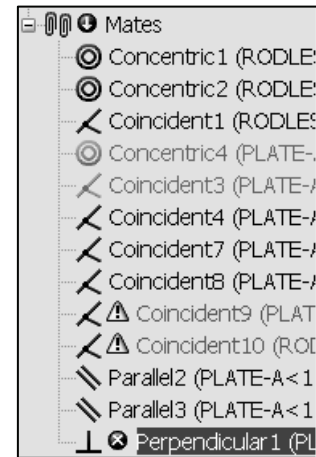 Mates
Concentric1 (RODLES
Concentric2 (RODLES
Coincident1 (RODLES
Concentric4 (PLATE-
Coincident3 (PLATE-A
Coincident4 (PLATE-A
Coincident7 (PLATE-A
Coincident8 (PLATE-A
Coincident9 (PLAT
Coincident10 (ROD
Parallel2 (PLATE-A<1
Parallel3 (PLATE-A<1
Perpendicular1 (PL